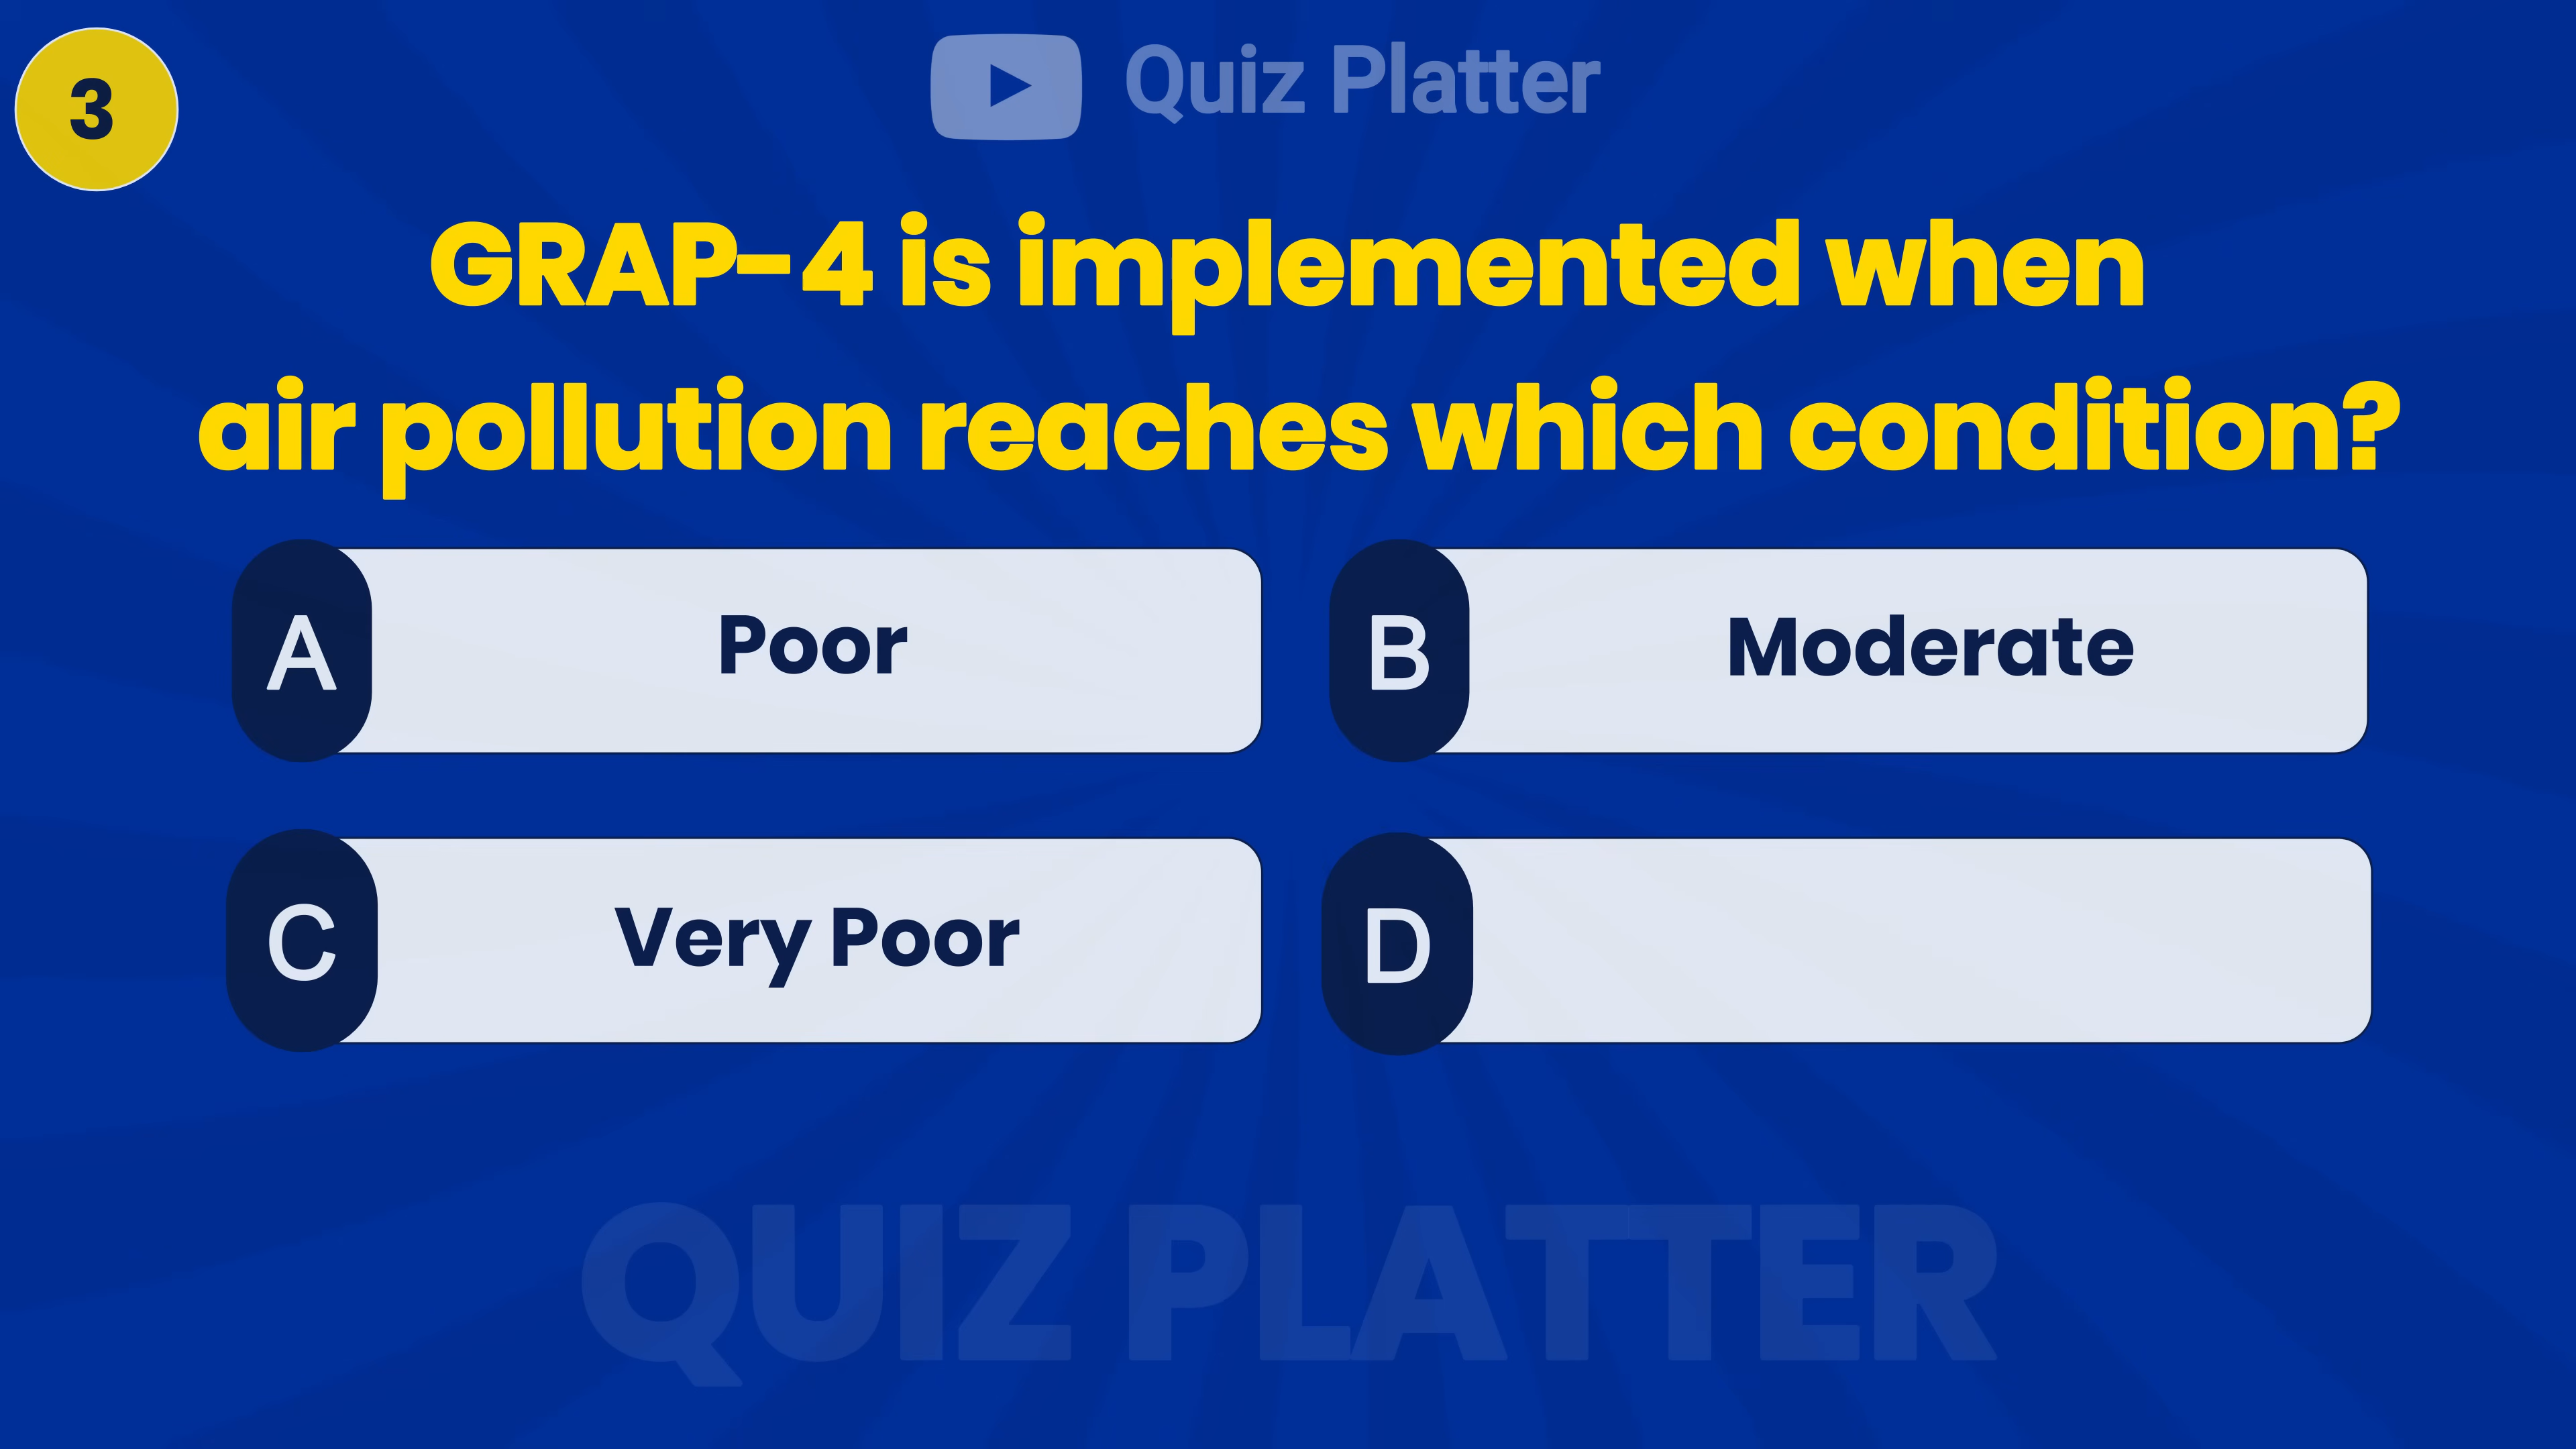 3
Quiz Platter
GRAP-4 is implemented when
air pollution reaches which condition?
A Poor
B Moderate
C Very Poor
D
QUIZ PLATTER